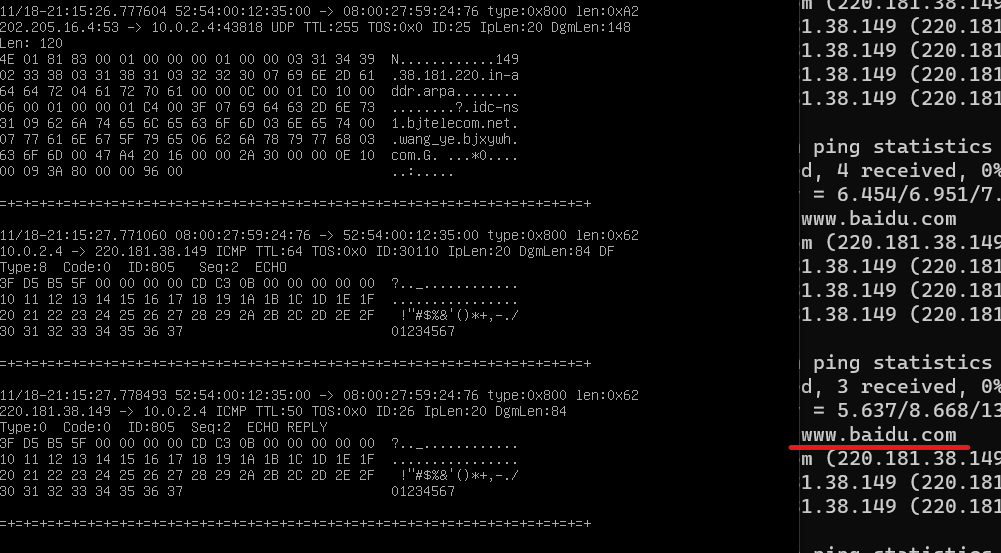 11/18-21:15:26.777604 52:54:00:12:35:00 -> 08:00:27:59:24:76 type:0x800 len:0xA2
202.205.16.4:53 -> 10.0.2.4:43818 UDP TTL:255 TOS:0x0 ID:25 IpLen:20 DgmLen:148
Len: 120
4E 01 81 83 00 01 00 00 00 01 00 00 03 31 34 39  N............149
02 33 38 03 31 38 31 03 32 32 30 07 69 6E 2D 61  .38.181.220.in-a
64 64 72 04 61 72 70 61 00 00 0C 00 01 C0 10 00  ddr.arpa........
06 00 01 00 00 01 C4 00 3F 07 69 64 63 2D 6E 73  ........?.idc-ns
31 09 62 6A 74 65 6C 65 63 6F 6D 03 6E 65 74 00  1.bjtelecom.net.
07 77 61 6E 67 5F 79 65 06 62 6A 78 79 77 68 03  .wang_ye.bjxywh.
63 6F 6D 00 47 A4 20 16 00 00 2A 30 00 00 0E 10  com.G. ...*0....
00 09 3A 80 00 00 96 00  ..:.....
=+=+=+=+=+=+=+=+=+=+=+=+=+=+=+=+=+=+=+=+=+=+=+=+=+=+=+=+=+=+=+=+=+=+=+=+=+
11/18-21:15:27.771060 08:00:27:59:24:76 -> 52:54:00:12:35:00 type:0x800 len:0x62
10.0.2.4 -> 220.181.38.149 ICMP TTL:64 TOS:0x0 ID:30110 IpLen:20 DgmLen:84 DF
Type:8  Code:0  ID:805   Seq:2  ECHO
3F D5 B5 5F 00 00 00 00 CD C3 0B 00 00 00 00 00  ?.._............
10 11 12 13 14 15 16 17 18 19 1A 1B 1C 1D 1E 1F  ................
20 21 22 23 24 25 26 27 28 29 2A 2B 2C 2D 2E 2F   !"#$%&'()*+,-./
30 31 32 33 34 35 36 37  01234567
=+=+=+=+=+=+=+=+=+=+=+=+=+=+=+=+=+=+=+=+=+=+=+=+=+=+=+=+=+=+=+=+=+=+=+=+=+
11/18-21:15:27.778493 52:54:00:12:35:00 -> 08:00:27:59:24:76 type:0x800 len:0x62
220.181.38.149 -> 10.0.2.4 ICMP TTL:50 TOS:0x0 ID:26 IpLen:20 DgmLen:84
Type:0  Code:0  ID:805  Seq:2  ECHO REPLY
3F D5 B5 5F 00 00 00 00 CD C3 0B 00 00 00 00 00  ?.._............
10 11 12 13 14 15 16 17 18 19 1A 1B 1C 1D 1E 1F  ................
20 21 22 23 24 25 26 27 28 29 2A 2B 2C 2D 2E 2F   !"#$%&'()*+,-./
30 31 32 33 34 35 36 37  01234567
=+=+=+=+=+=+=+=+=+=+=+=+=+=+=+=+=+=+=+=+=+=+=+=+=+=+=+=+=+=+=+=+=+=+=+=+=+
m (220.181.38.149
1.38.149 (220.181
1.38.149 (220.181
1.38.149 (220.181
1.38.149 (220.181
ping statistics
d, 4 received, 0%
= 6.454/6.951/7.
www.baidu.com
m (220.181.38.149
1.38.149 (220.181
1.38.149 (220.181
1.38.149 (220.181
ping statistics
d, 3 received, 0%
= 5.637/8.668/13
www.baidu.com
m (220.181.38.149
1.38.149 (220.181
1.38.149 (220.181
ping statistics